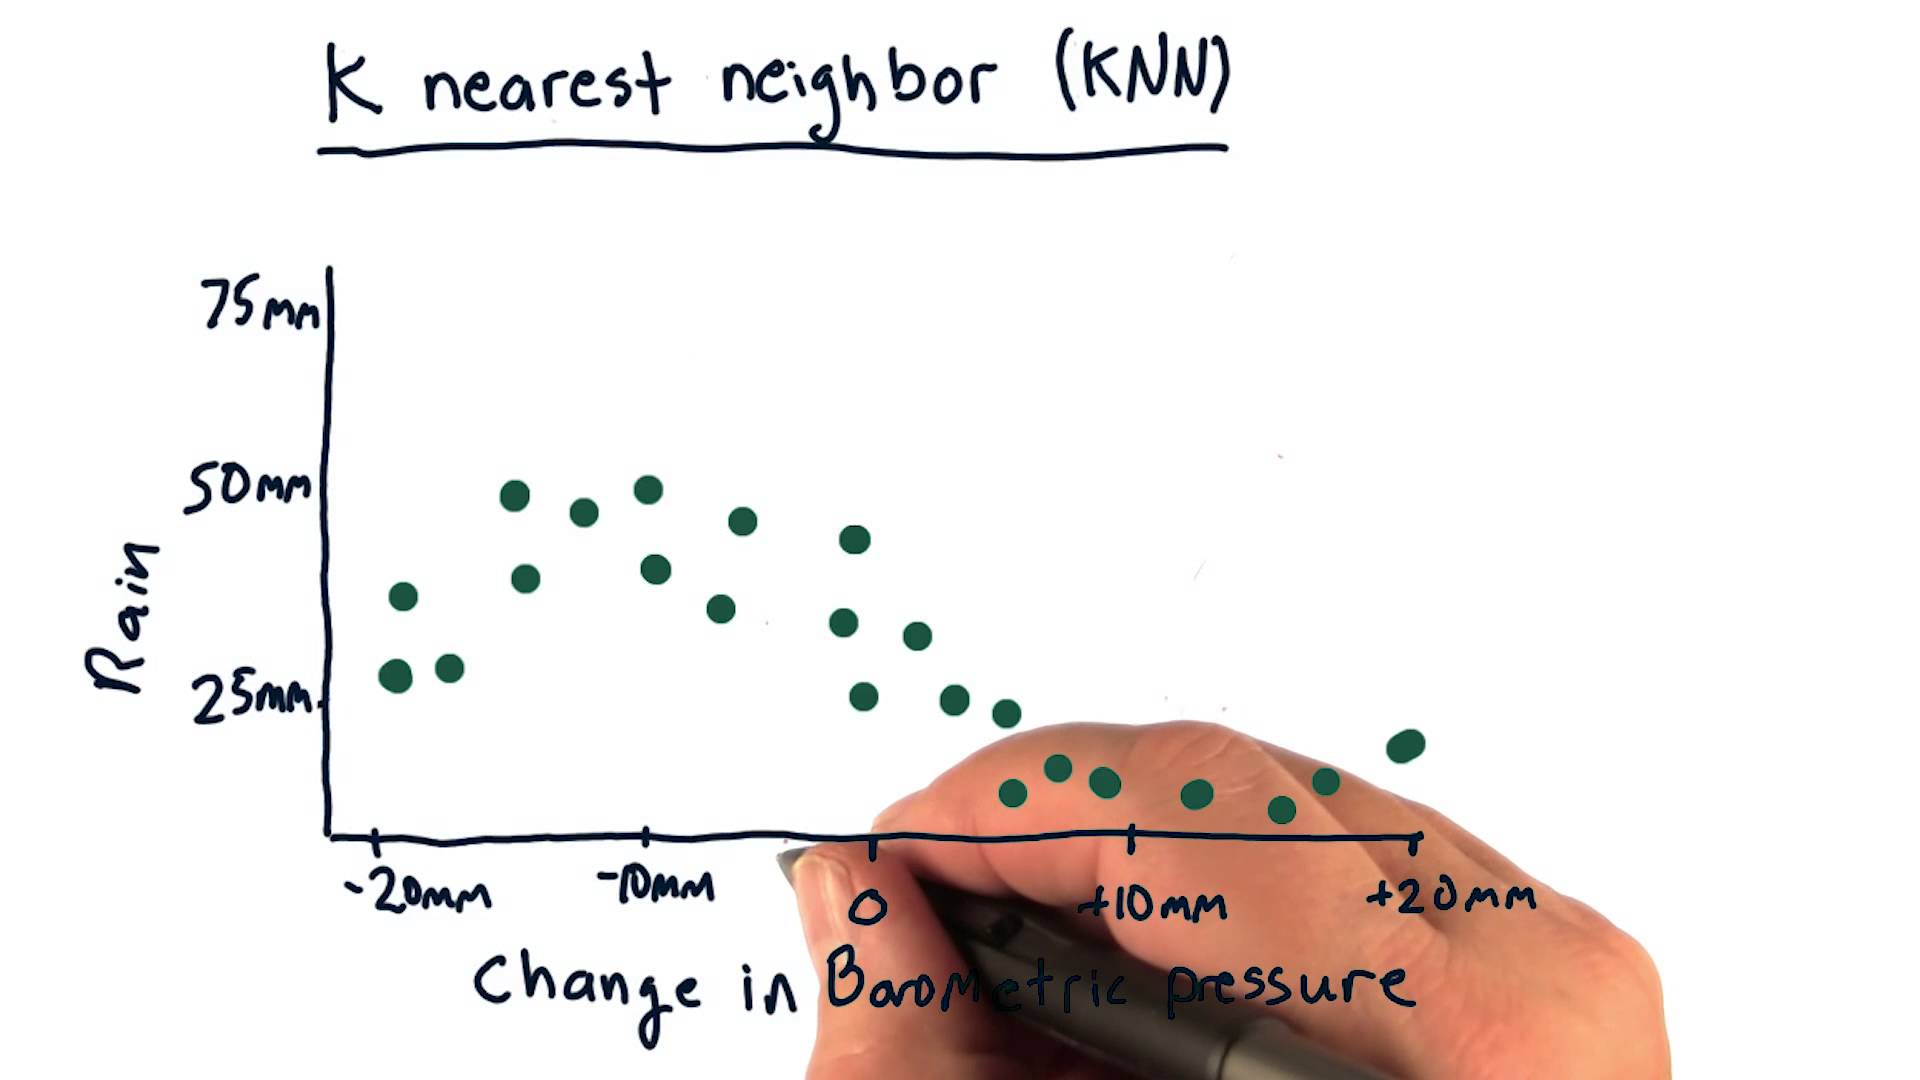 K nearest neighbor (KNN)
75mm
50mm
25mm
Rain
-20mm -10mm 0 +10mm +20mm
Change in Barometric pressure